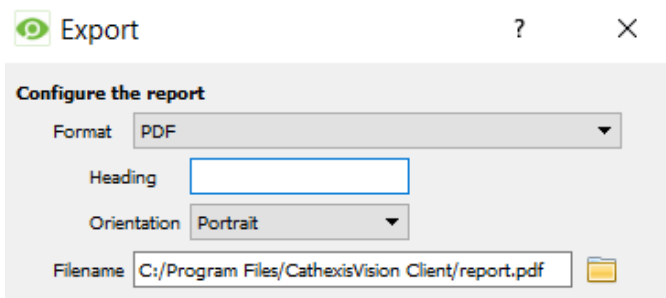 Export ?
Configure the report
Format PDF
Heading
Orientation Portrait
Filename C:/Program Files/CathexisVision Client/report.pdf